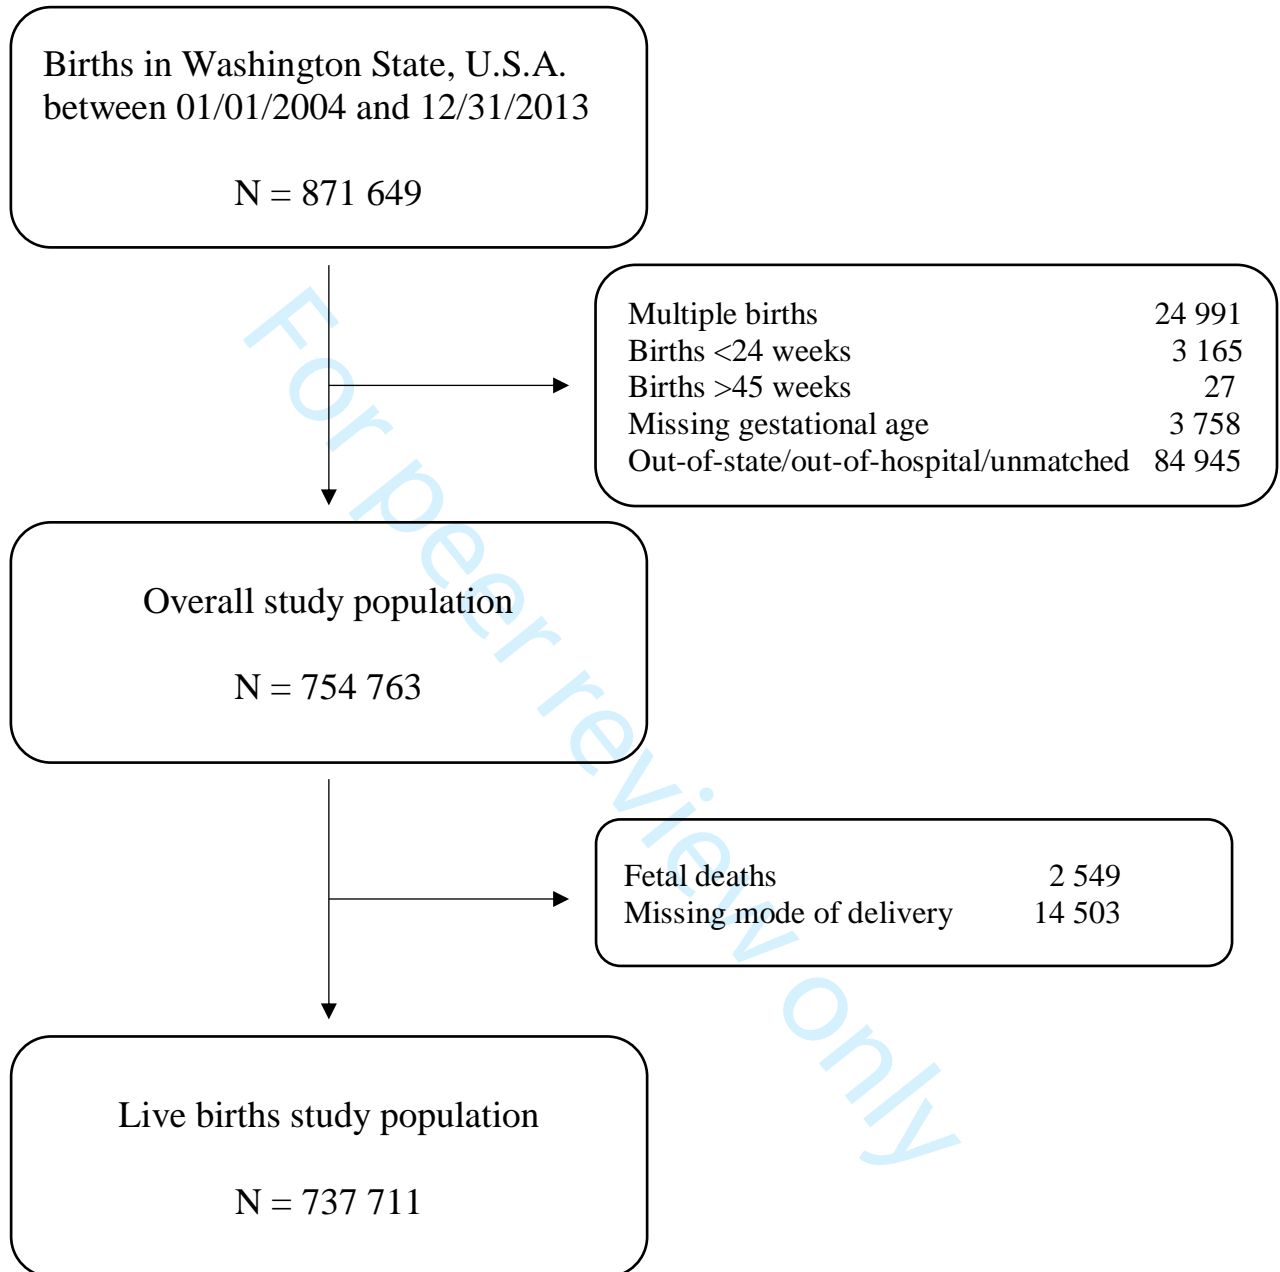 Births in Washington State, U.S.A.
between 01/01/2004 and 12/31/2013
N = 871 649
Multiple births 24 991
Births <24 weeks 3 165
Births >45 weeks 27
Missing gestational age 3 758
Out-of-state/out-of-hospital/unmatched 84 945
Overall study population
N = 754 763
Fetal deaths 2 549
Missing mode of delivery 14 503
Live births study population
N = 737 711
For peer review only